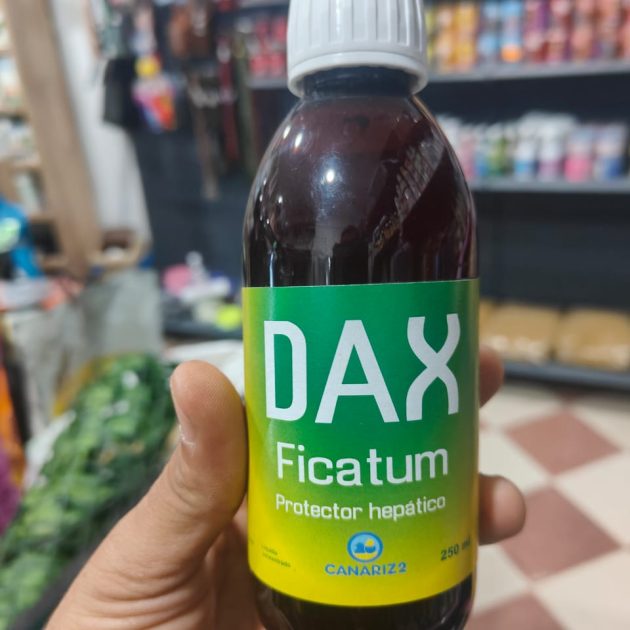 DAX
Ficatum
Protector hepático
CANARIZ2
250 ml